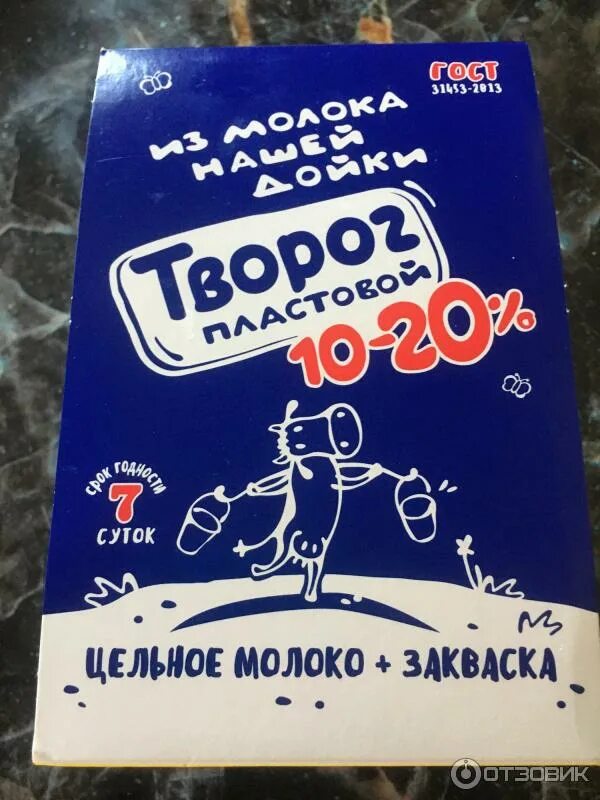 ГОСТ
31453-2013
ИЗ МОЛОКА
НАШЕЙ
ДОЙКИ
ТВОРОГ
ПЛАСТОВОЙ
10-20%
СРОК ГОДНОСТИ
7
СУТОК
ЦЕЛЬНОЕ МОЛОКО + ЗАКВАСКА
ОТЗОВИК